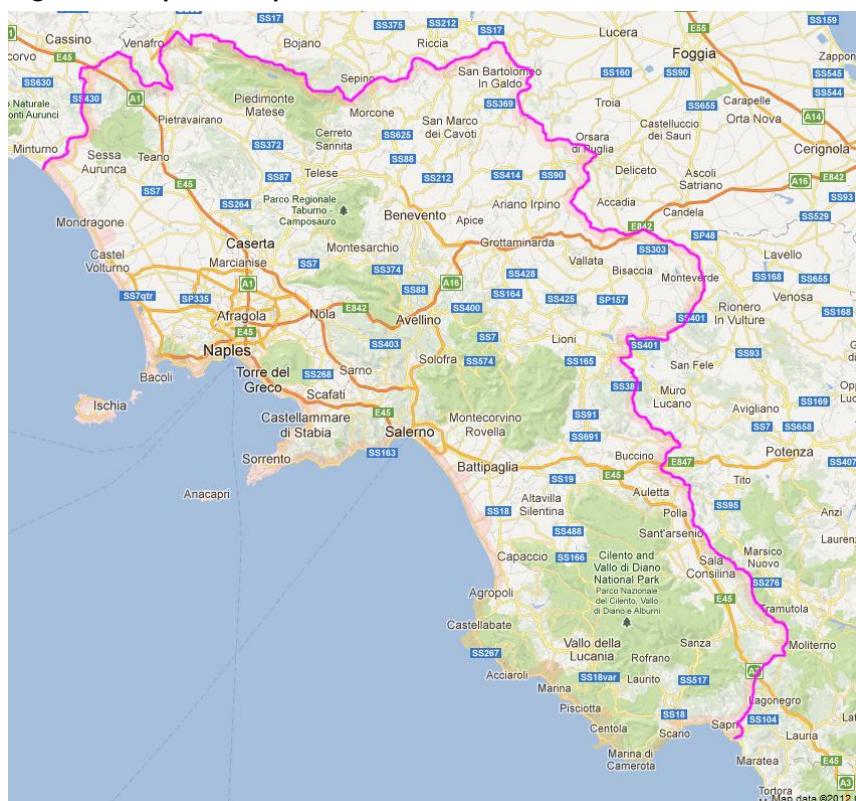 Cassino
Venafro
SS17
SS375
SS212
SS17
Lucera
E55
SS159
Bojano
Riccia
Foggia
Zappon
E45
SS630
SS430
A1
Sepino
San Bartolomeo
In Galdo
SS160
SS90
SS545
SS544
Piedimonte
Matese
Morcone
SS369
Troia
SS655
Carapelle
Orta Nova
Pietravairano
San Marco
dei Cavoti
Castelluccio
dei Sauri
A14
Minturno
Cerreto
Sannita
SS625
Orsara
di Puglia
Cerignola
Sessa
Aurunca
Teano
SS372
SS88
Deliceto
Ascoli
Satriano
E842
A16
SS7
E45
SS87
Telese
SS212
SS414
SS90
SS93
SS264
Parco Regionale
Taburno -
Camposauro
Ariano Irpino
Accadia
SS529
Mondragone
Benevento
Apice
Candela
Caserta
Montesarchio
Grottaminarda
E842
SP48
Castel
Volturno
Marcianise
SS7
SS374
A16
SS428
Vallata
SS303
Lavello
SS7qtr
SP335
A1
SS88
SS164
Bisaccia
Monteverde
SS168
SS655
Nola
E842
SS400
SS425
SP157
Rionero
In Vulture
Venosa
Afragola
Avellino
SS7
SS401
SS168
E45
SS403
Lioni
Naples
Solofra
SS574
SS165
SS401
SS93
Bacoli
Torre del
Greco
SS268
Sarno
San Fele
Ischia
Scafati
SS381
Muro
Lucano
Castellammare
di Stabia
E45
Montecorvino
Rovella
SS91
Avigliano
SS169
Salerno
SS691
SS7
SS658
Sorrento
SS163
Battipaglia
Buccino
E847
Potenza
SS407
Anacapri
SS19
E45
Tito
Auletta
Altavilla
Silentina
SS95
Anzi
SS18
Polla
SS488
Sant'arsenio
Capaccio
SS166
Cilento and
Vallo di Diano
National Park
Parco Nazionale
del Cilento, Vallo
di Diano e Alburni
Sala
Consilina
Marsico
Nuovo
SS276
Agropoli
E45
Tramutola
Castellabate
Vallo della
Lucania
Sanza
Moliterno
SS267
Rofrano
Acciaroli
SS18var
Laurito
SS517
Marina
Lagonegro
Pisciotta
SS18
Sapri
SS104
Centola
Scario
Lauria
Marina di
Camerota
Maratea
E45
Tortora
A3
Map data ©2012